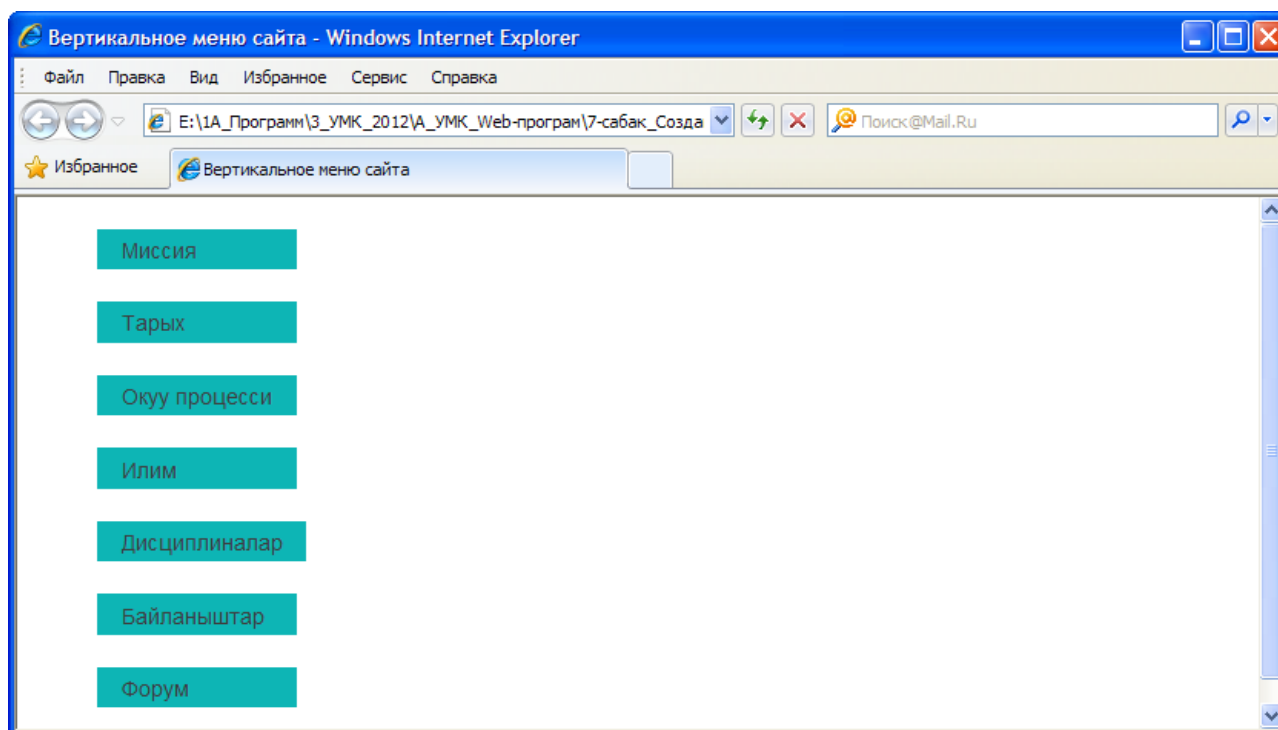 Вертикальное меню сайта - Windows Internet Explorer
Файл Правка Вид Избранное Сервис Справка
E:\1A_Программ\3_УМК_2012\А_УМК_Web-програм\7-сабак_Созда Поиск@Mail.Ru
Избранное Вертикальное меню сайта
Миссия
Тарых
Окуу процесси
Илим
Дисциплиналар
Байланыштар
Форум